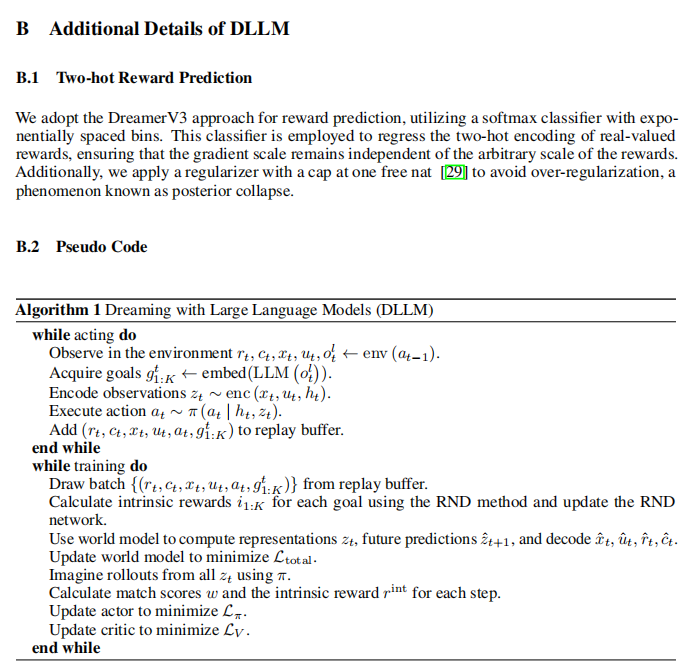 B Additional Details of DLLM
B.1 Two-hot Reward Prediction
We adopt the DreamerV3 approach for reward prediction, utilizing a softmax classifier with expo-
nentially spaced bins. This classifier is employed to regress the two-hot encoding of real-valued
rewards, ensuring that the gradient scale remains independent of the arbitrary scale of the rewards.
Additionally, we apply a regularizer with a cap at one free nat [29] to avoid over-regularization, a
phenomenon known as posterior collapse.
B.2 Pseudo Code
Algorithm 1 Dreaming with Large Language Models (DLLM)
while acting do
Observe in the environment $r_t, c_t, x_t, u_t, o_t^l \leftarrow \text{env}(a_{t-1})$.
Acquire goals $g_{1:K}^t \leftarrow \text{embed}(\text{LLM}(o_t^l))$.
Encode observations $z_t \sim \text{enc}(x_t, u_t, h_t)$.
Execute action $a_t \sim \pi(a_t \mid h_t, z_t)$.
Add $(r_t, c_t, x_t, u_t, a_t, g_{1:K}^t)$ to replay buffer.
end while
while training do
Draw batch $\{(r_t, c_t, x_t, u_t, a_t, g_{1:K}^t)\}$ from replay buffer.
Calculate intrinsic rewards $i_{1:K}$ for each goal using the RND method and update the RND
network.
Use world model to compute representations $z_t$, future predictions $\hat{z}_{t+1}$, and decode $\hat{x}_t, \hat{u}_t, \hat{r}_t, \hat{c}_t$.
Update world model to minimize $\mathcal{L}_{\text{total}}$.
Imagine rollouts from all $z_t$ using $\pi$.
Calculate match scores $w$ and the intrinsic reward $r^{\text{int}}$ for each step.
Update actor to minimize $\mathcal{L}_\pi$.
Update critic to minimize $\mathcal{L}_V$.
end while